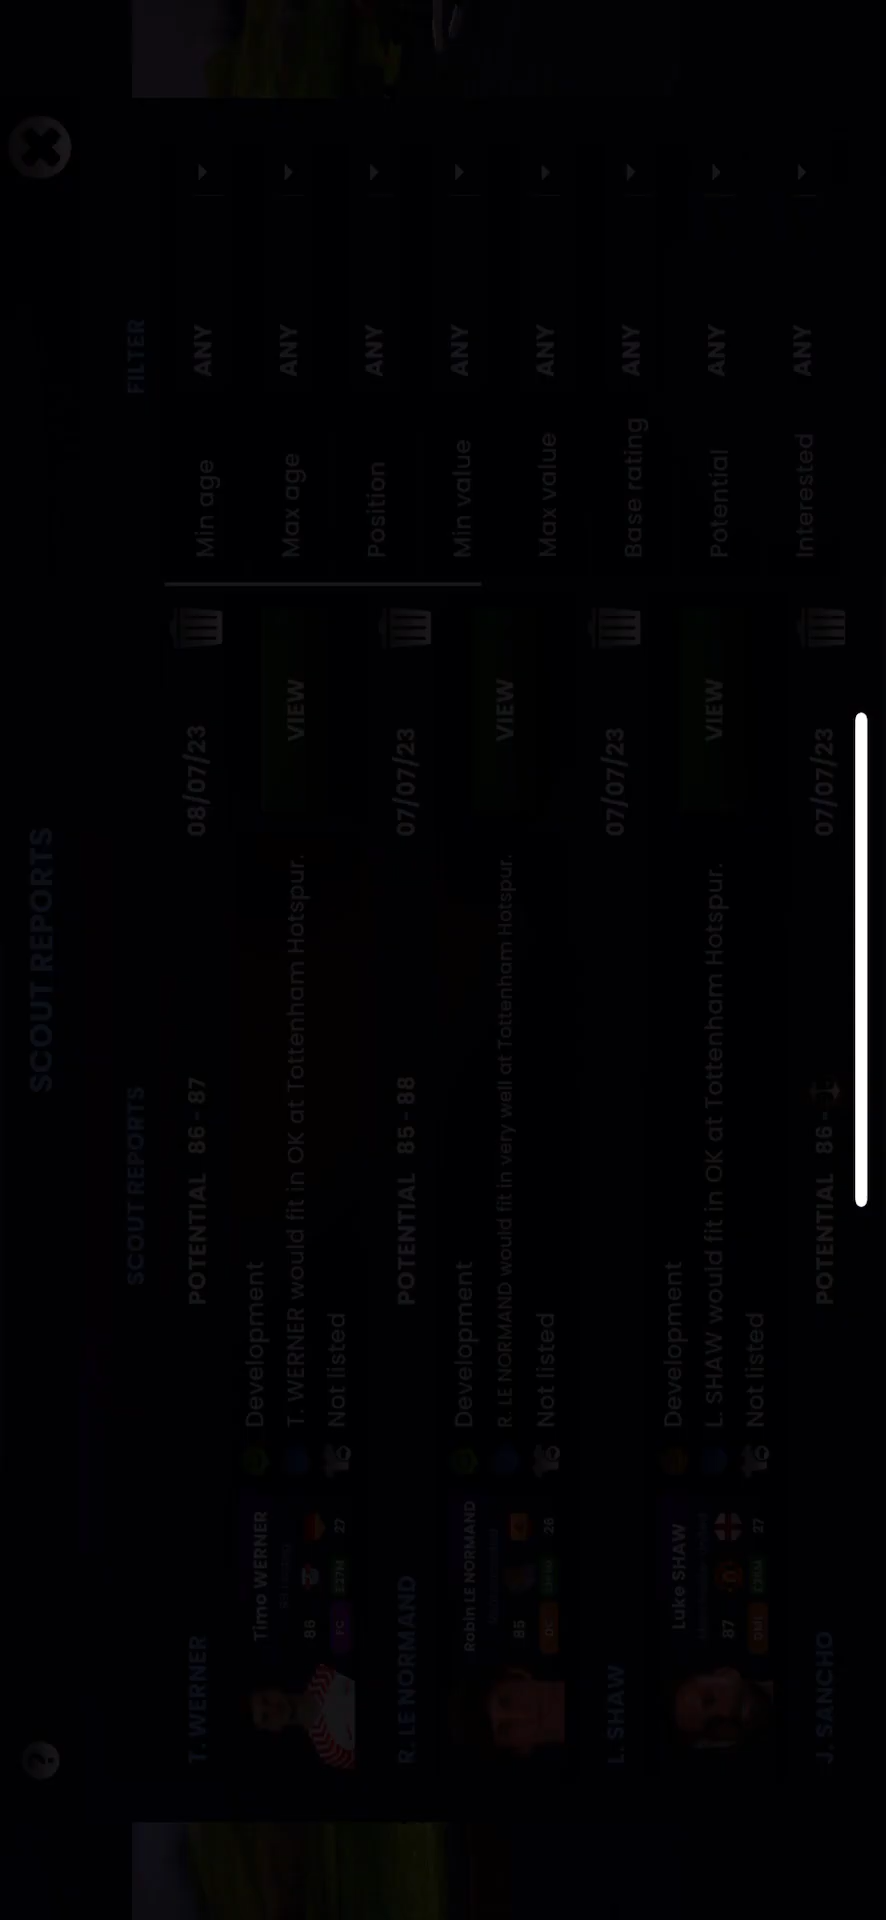 SCOUT REPORTS
SCOUT REPORTS
FILTER
T. WERNER
POTENTIAL 86 - 87
08/07/23
Timo WERNER
86
27
FC
Development
T. WERNER would fit in OK at Tottenham Hotspur.
Not listed
VIEW
R. LE NORMAND
POTENTIAL 85 - 88
07/07/23
Robin LE NORMAND
85
26
DC
Development
R. LE NORMAND would fit in very well at Tottenham Hotspur.
Not listed
VIEW
L. SHAW
07/07/23
Luke SHAW
Manchester United
87
27
Development
L. SHAW would fit in OK at Tottenham Hotspur.
Not listed
VIEW
J. SANCHO
POTENTIAL 86 -
07/07/23
Min age ANY
Max age ANY
Position ANY
Min value ANY
Max value ANY
Base rating ANY
Potential ANY
Interested ANY
?